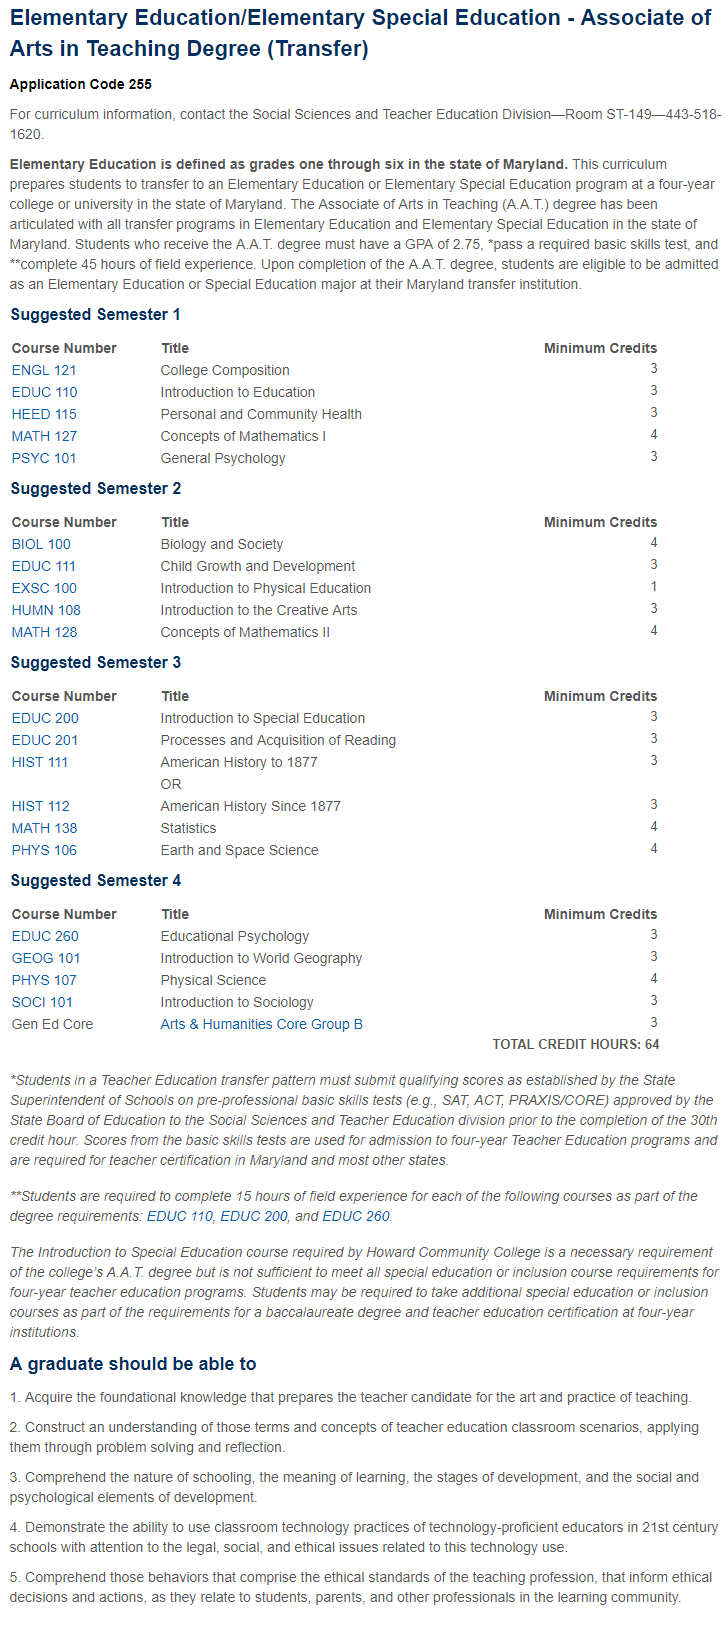 Elementary Education/Elementary Special Education - Associate of
Arts in Teaching Degree (Transfer)
Application Code 255
For curriculum information, contact the Social Sciences and Teacher Education Division—Room ST-149—443-518-
1620.
Elementary Education is defined as grades one through six in the state of Maryland. This curriculum
prepares students to transfer to an Elementary Education or Elementary Special Education program at a four-year
college or university in the state of Maryland. The Associate of Arts in Teaching (A.A.T.) degree has been
articulated with all transfer programs in Elementary Education and Elementary Special Education in the state of
Maryland. Students who receive the A.A.T. degree must have a GPA of 2.75, *pass a required basic skills test, and
**complete 45 hours of field experience. Upon completion of the A.A.T. degree, students are eligible to be admitted
as an Elementary Education or Special Education major at their Maryland transfer institution.
Suggested Semester 1
Course Number Title Minimum Credits
ENGL 121 College Composition 3
EDUC 110 Introduction to Education 3
HEED 115 Personal and Community Health 3
MATH 127 Concepts of Mathematics I 4
PSYC 101 General Psychology 3
Suggested Semester 2
Course Number Title Minimum Credits
BIOL 100 Biology and Society 4
EDUC 111 Child Growth and Development 3
EXSC 100 Introduction to Physical Education 1
HUMN 108 Introduction to the Creative Arts 3
MATH 128 Concepts of Mathematics II 4
Suggested Semester 3
Course Number Title Minimum Credits
EDUC 200 Introduction to Special Education 3
EDUC 201 Processes and Acquisition of Reading 3
HIST 111 American History to 1877 3
OR
HIST 112 American History Since 1877 3
MATH 138 Statistics 4
PHYS 106 Earth and Space Science 4
Suggested Semester 4
Course Number Title Minimum Credits
EDUC 260 Educational Psychology 3
GEOG 101 Introduction to World Geography 3
PHYS 107 Physical Science 4
SOCI 101 Introduction to Sociology 3
Gen Ed Core Arts & Humanities Core Group B 3
TOTAL CREDIT HOURS: 64
*Students in a Teacher Education transfer pattern must submit qualifying scores as established by the State
Superintendent of Schools on pre-professional basic skills tests (e.g., SAT, ACT, PRAXIS/CORE) approved by the
State Board of Education to the Social Sciences and Teacher Education division prior to the completion of the 30th
credit hour. Scores from the basic skills tests are used for admission to four-year Teacher Education programs and
are required for teacher certification in Maryland and most other states.
**Students are required to complete 15 hours of field experience for each of the following courses as part of the
degree requirements: EDUC 110, EDUC 200, and EDUC 260.
The Introduction to Special Education course required by Howard Community College is a necessary requirement
of the college's A.A.T. degree but is not sufficient to meet all special education or inclusion course requirements for
four-year teacher education programs. Students may be required to take additional special education or inclusion
courses as part of the requirements for a baccalaureate degree and teacher education certification at four-year
institutions.
A graduate should be able to
1. Acquire the foundational knowledge that prepares the teacher candidate for the art and practice of teaching.
2. Construct an understanding of those terms and concepts of teacher education classroom scenarios, applying
them through problem solving and reflection.
3. Comprehend the nature of schooling, the meaning of learning, the stages of development, and the social and
psychological elements of development.
4. Demonstrate the ability to use classroom technology practices of technology-proficient educators in 21st century
schools with attention to the legal, social, and ethical issues related to this technology use.
5. Comprehend those behaviors that comprise the ethical standards of the teaching profession, that inform ethical
decisions and actions, as they relate to students, parents, and other professionals in the learning community.